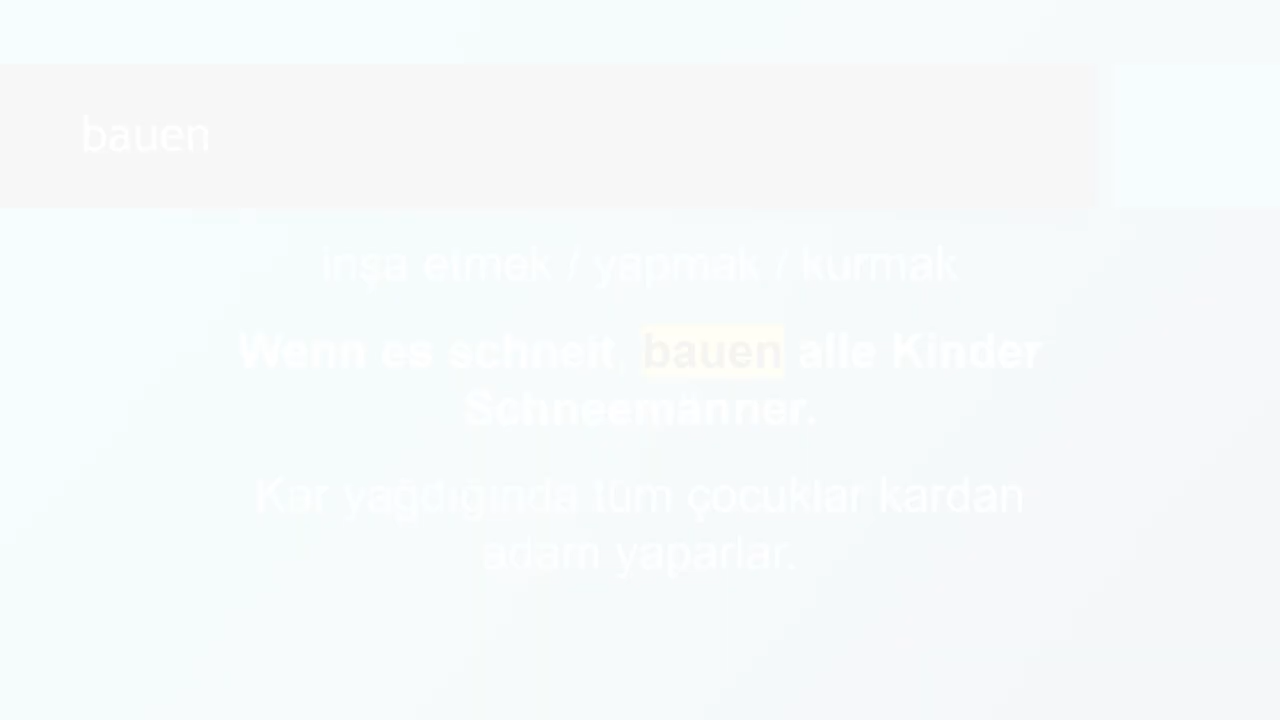 bauen
inşa etmek / yapmak / kurmak
Wenn es schneit, bauen alle Kinder
Schneemänner.
Kar yağdığında tüm çocuklar kardan
adam yaparlar.